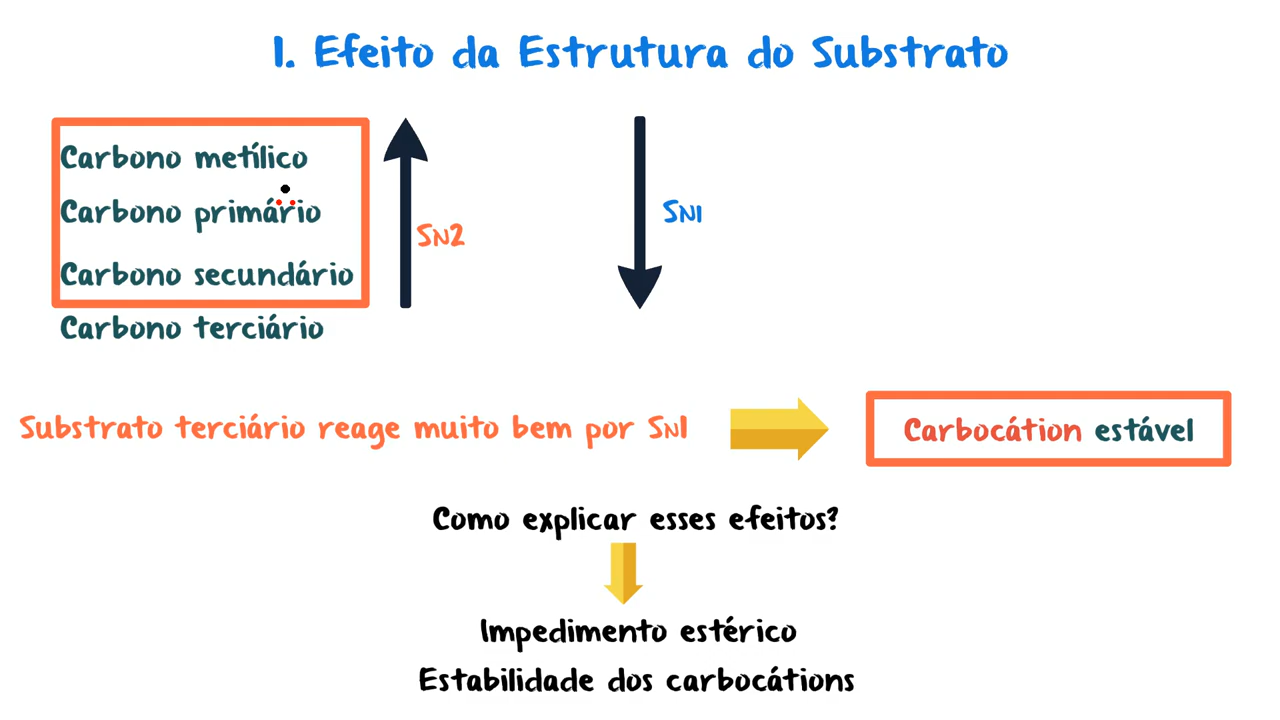 1. Efeito da Estrutura do Substrato
Carbono metílico
Carbono primário
Carbono secundário
Carbono terciário
SN2
SN1
Substrato terciário reage muito bem por SN1
Carbocátion estável
Como explicar esses efeitos?
Impedimento estérico
Estabilidade dos carbocátions